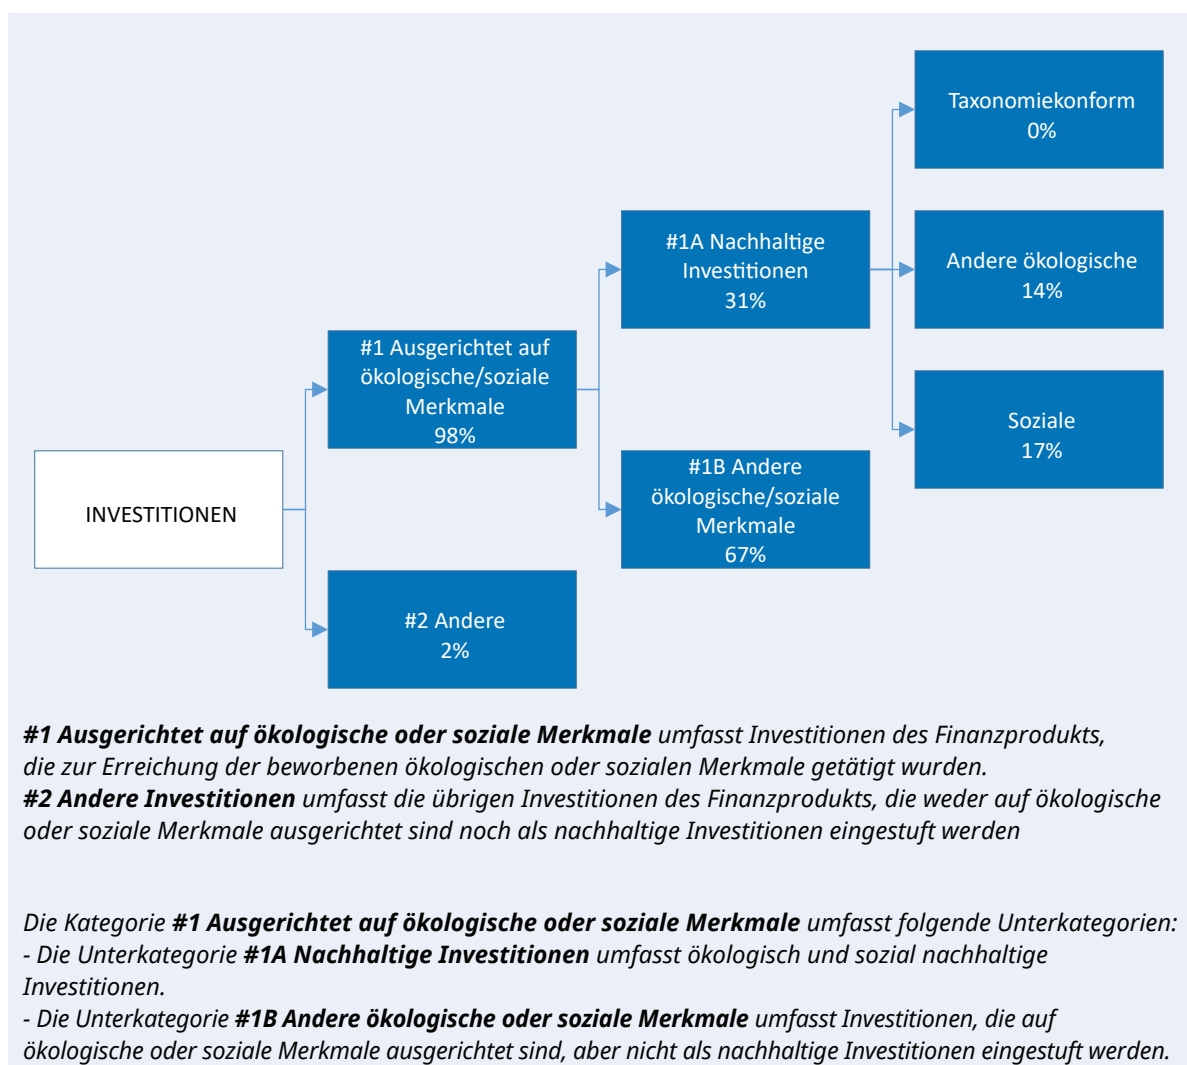 Taxonomiekonform
0%
#1A Nachhaltige
Investitionen
31%
Andere ökologische
14%
#1 Ausgerichtet auf
ökologische/soziale
Merkmale
98%
Soziale
17%
INVESTITIONEN
#1B Andere
ökologische/soziale
Merkmale
67%
#2 Andere
2%
#1 Ausgerichtet auf ökologische oder soziale Merkmale umfasst Investitionen des Finanzprodukts,
die zur Erreichung der beworbenen ökologischen oder sozialen Merkmale getätigt wurden.
#2 Andere Investitionen umfasst die übrigen Investitionen des Finanzprodukts, die weder auf ökologische
oder soziale Merkmale ausgerichtet sind noch als nachhaltige Investitionen eingestuft werden
Die Kategorie #1 Ausgerichtet auf ökologische oder soziale Merkmale umfasst folgende Unterkategorien:
- Die Unterkategorie #1A Nachhaltige Investitionen umfasst ökologisch und sozial nachhaltige
Investitionen.
- Die Unterkategorie #1B Andere ökologische oder soziale Merkmale umfasst Investitionen, die auf
ökologische oder soziale Merkmale ausgerichtet sind, aber nicht als nachhaltige Investitionen eingestuft werden.